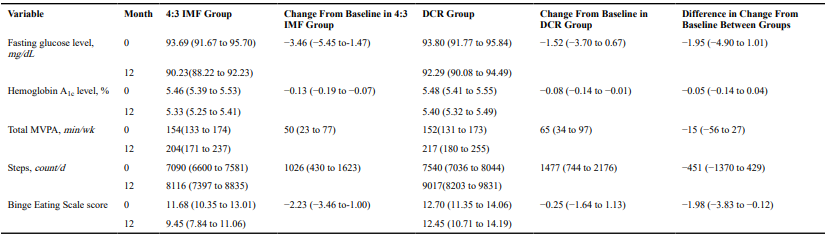 Variable Month 4:3 IMF Group Change From Baseline in 4:3 IMF Group DCR Group Change From Baseline in DCR Group Difference in Change From Baseline Between Groups
Fasting glucose level, mg/dL 0 93.69 (91.67 to 95.70) −3.46 (−5.45 to-1.47) 93.80 (91.77 to 95.84) −1.52 (−3.70 to 0.67) −1.95 (−4.90 to 1.01)
12 90.23(88.22 to 92.23) 92.29 (90.08 to 94.49)
Hemoglobin A1c level, % 0 5.46 (5.39 to 5.53) −0.13 (−0.19 to −0.07) 5.48 (5.41 to 5.55) −0.08 (−0.14 to −0.01) −0.05 (−0.14 to 0.04)
12 5.33 (5.25 to 5.41) 5.40 (5.32 to 5.49)
Total MVPA, min/wk 0 154(133 to 174) 50 (23 to 77) 152(131 to 173) 65 (34 to 97) −15 (−56 to 27)
12 204(171 to 237) 217 (180 to 255)
Steps, count/d 0 7090 (6600 to 7581) 1026 (430 to 1623) 7540 (7036 to 8044) 1477 (744 to 2176) −451 (−1370 to 429)
12 8116 (7397 to 8835) 9017(8203 to 9831)
Binge Eating Scale score 0 11.68 (10.35 to 13.01) −2.23 (−3.46 to-1.00) 12.70 (11.35 to 14.06) −0.25 (−1.64 to 1.13) −1.98 (−3.83 to −0.12)
12 9.45 (7.84 to 11.06) 12.45 (10.71 to 14.19)